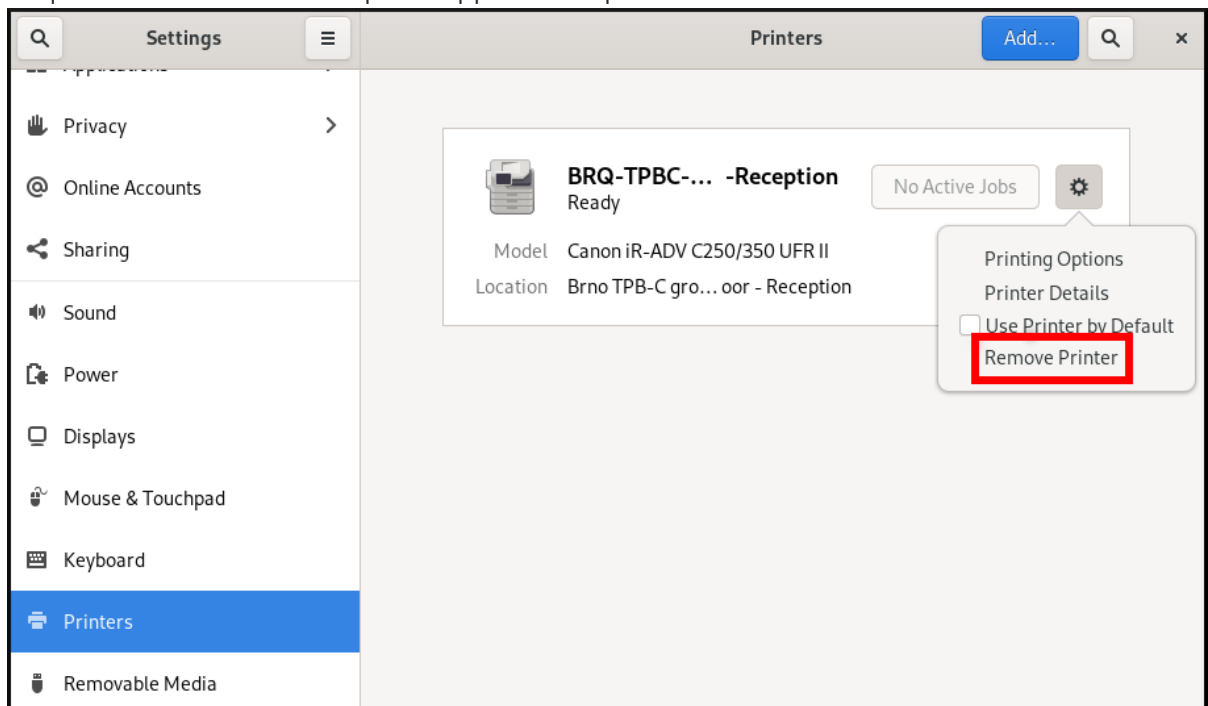 Settings
Printers
Add...
Privacy
Online Accounts
Sharing
Sound
Power
Displays
Mouse & Touchpad
Keyboard
Printers
Removable Media
BRQ-TPBC-... -Reception
Ready
No Active Jobs
Model Canon iR-ADV C250/350 UFR II
Location Brno TPB-C gro... oor - Reception
Printing Options
Printer Details
Use Printer by Default
Remove Printer